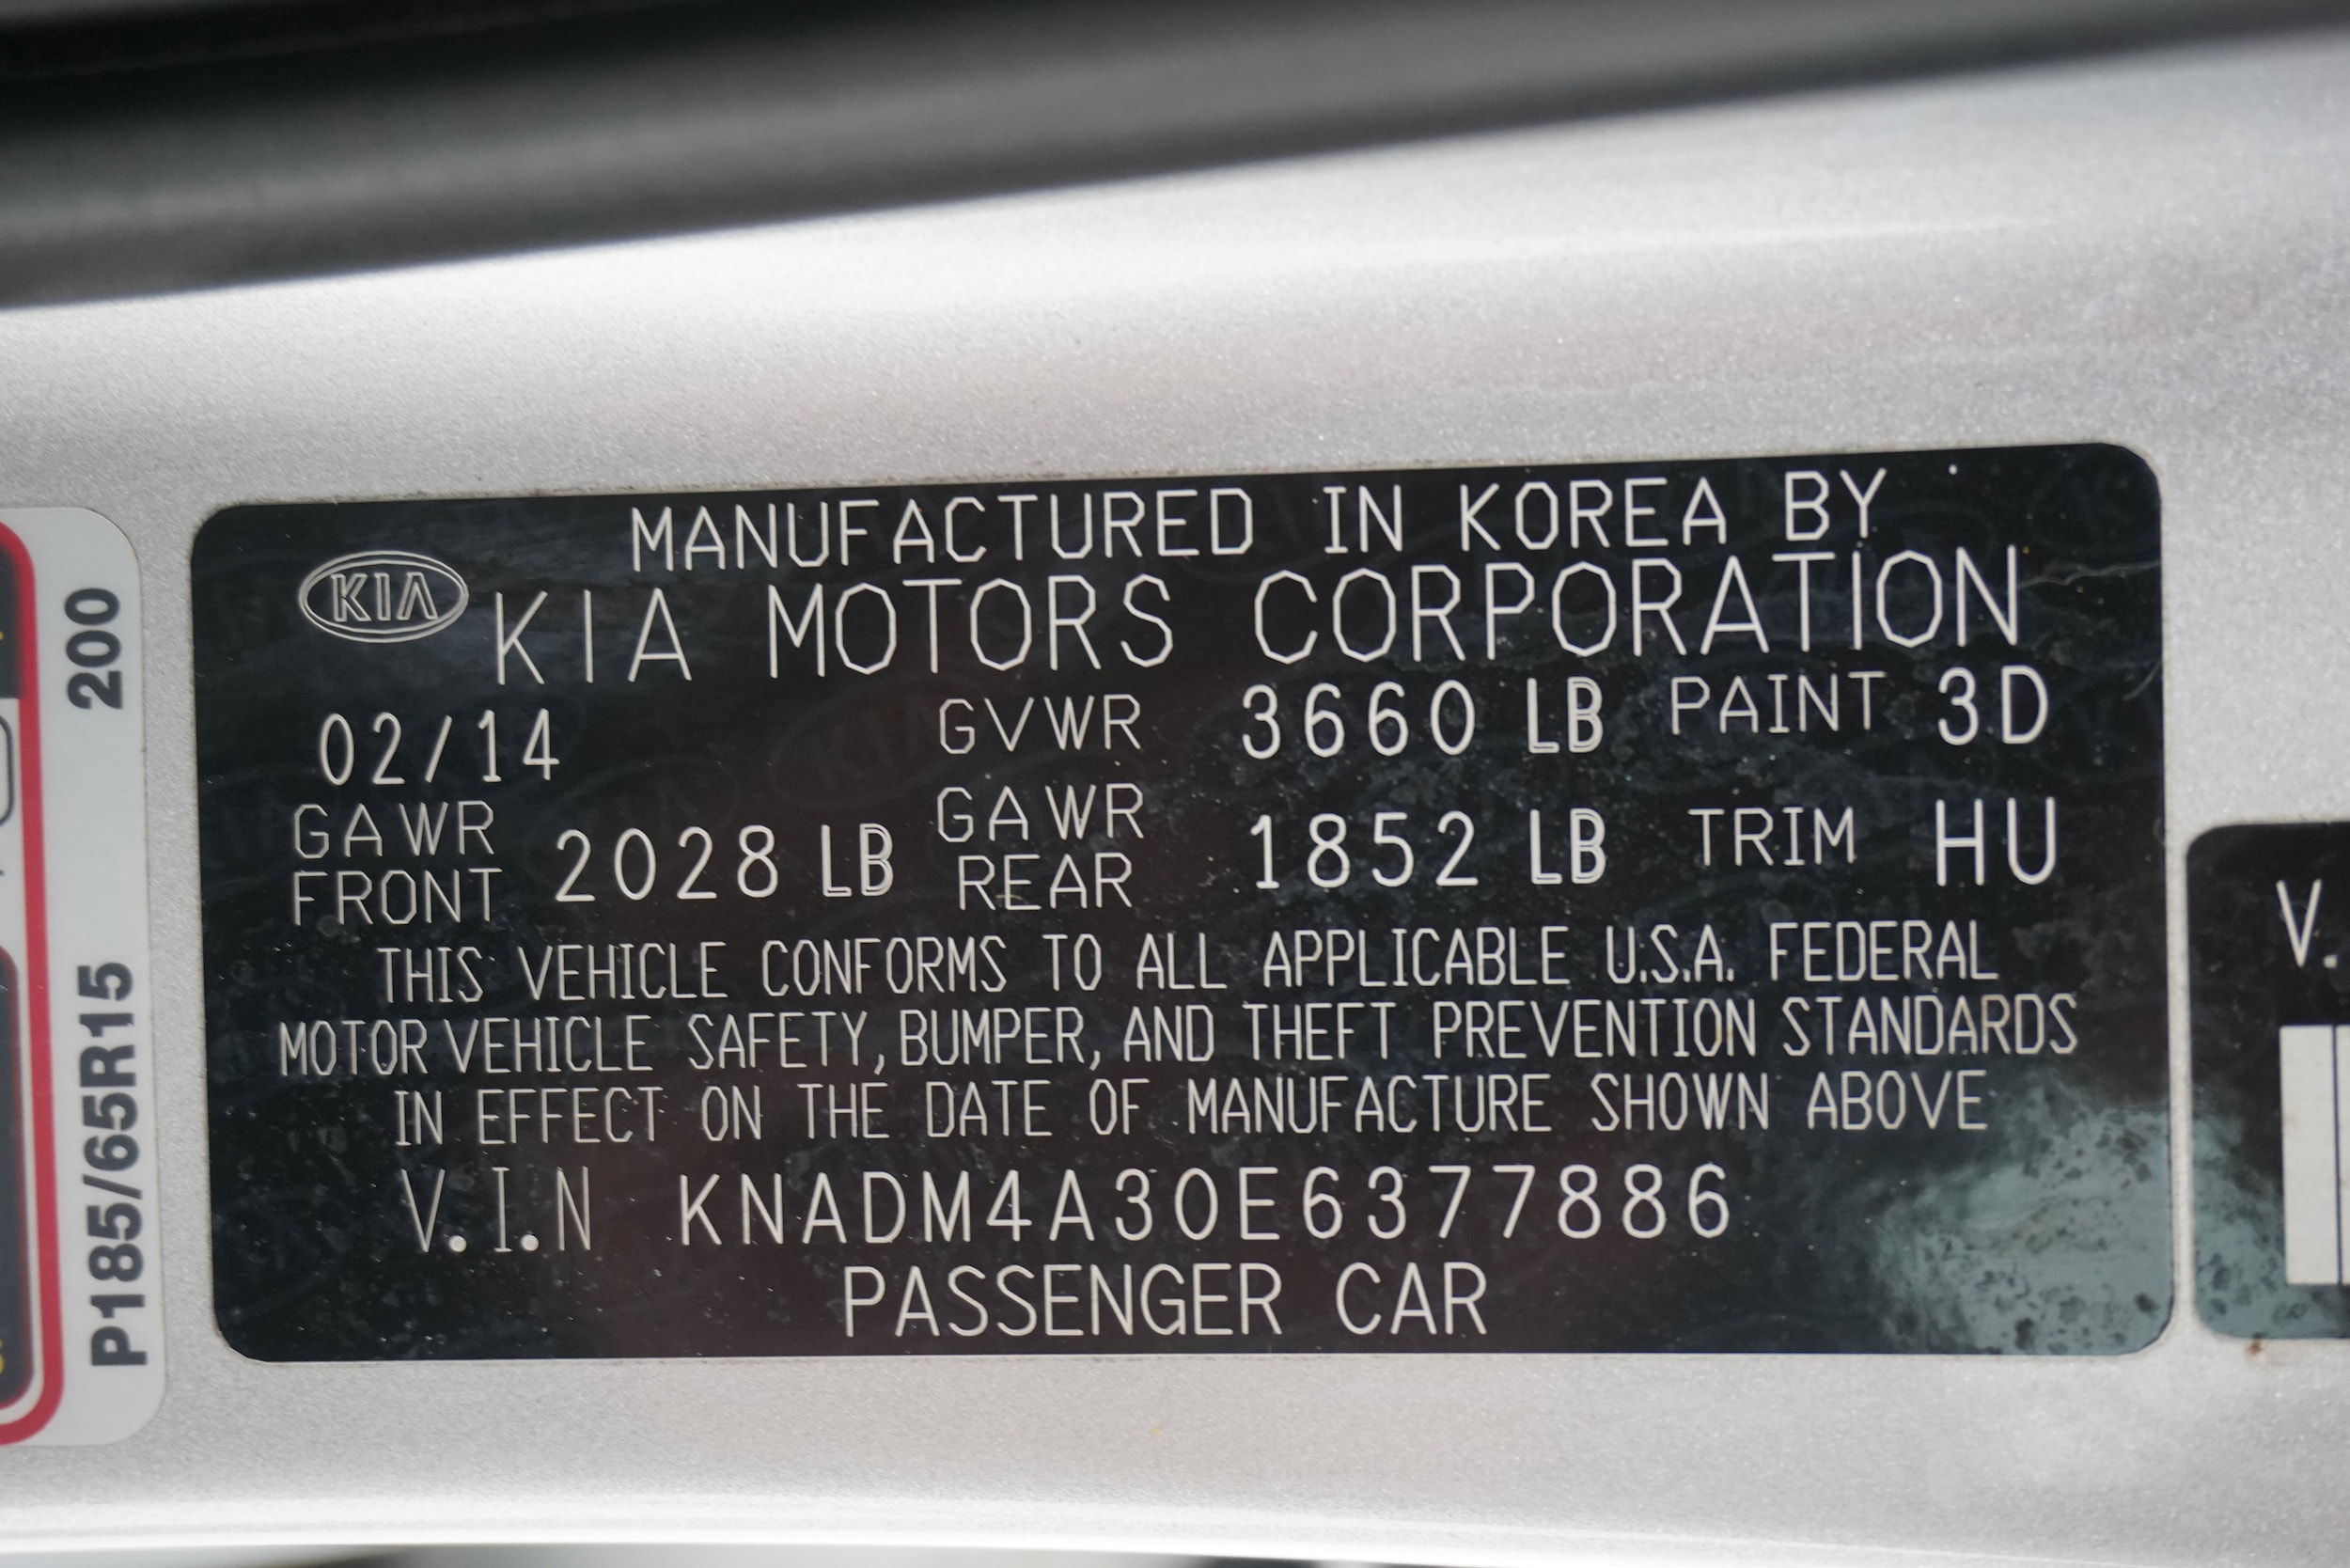 MANUFACTURED IN KOREA BY
KIA KIA MOTORS CORPORATION
02/14 GVWR 3660 LB PAINT 3D
GAWR FRONT 2028 LB GAWR REAR 1852 LB TRIM HU
THIS VEHICLE CONFORMS TO ALL APPLICABLE U.S.A. FEDERAL
MOTOR VEHICLE SAFETY, BUMPER, AND THEFT PREVENTION STANDARDS
IN EFFECT ON THE DATE OF MANUFACTURE SHOWN ABOVE
V.I.N KNADM4A30E6377886
PASSENGER CAR
P185/65R15 200
V.